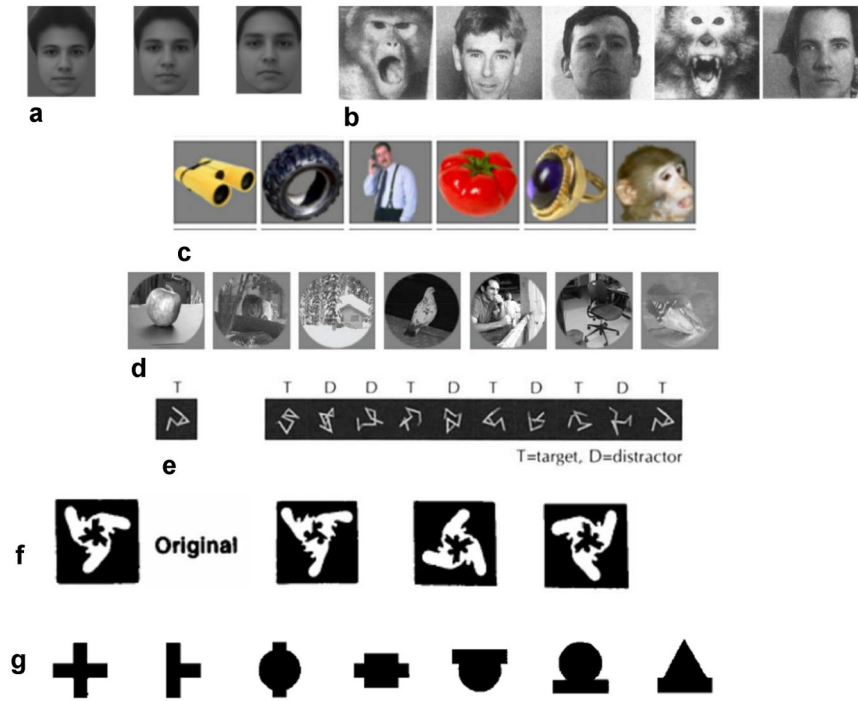 a
b
c
d
T
T D D T D T D T D T
T=target, D=distractor
e
f
Original
g